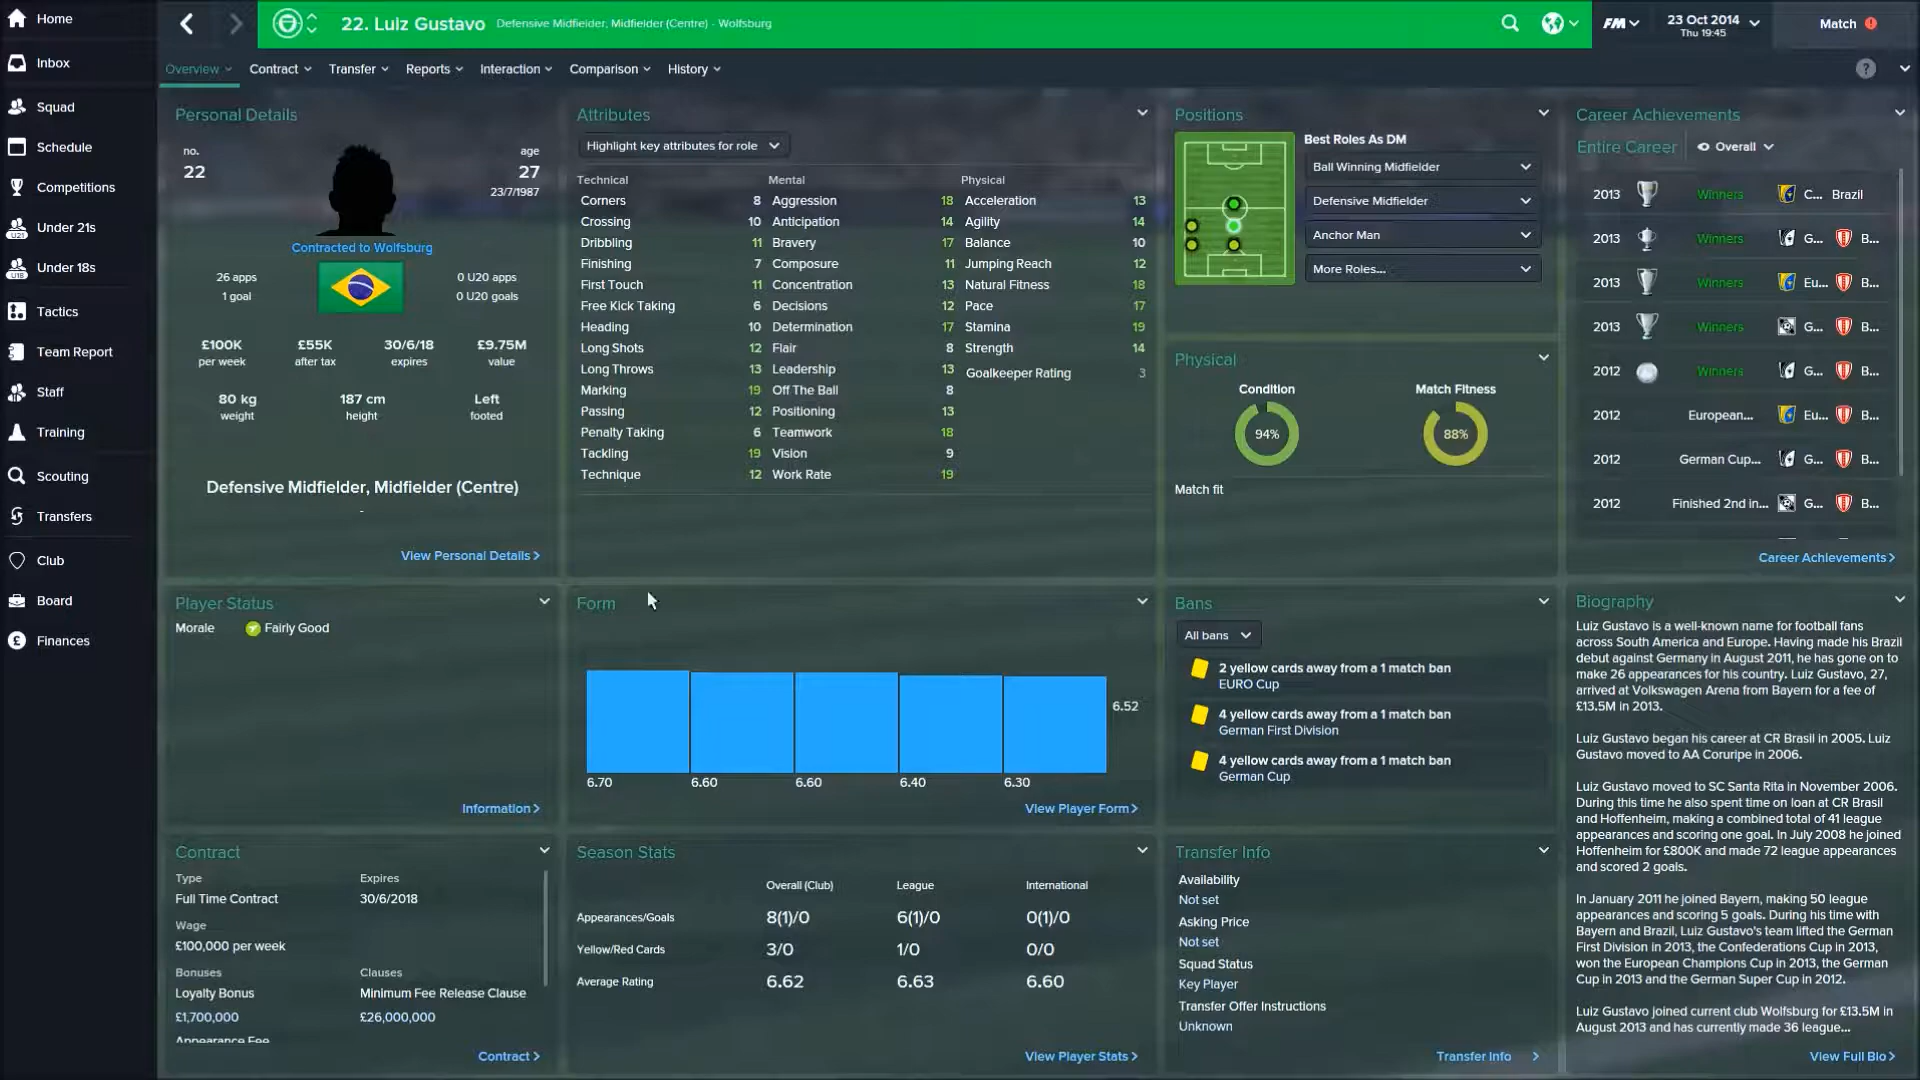 Home
Inbox
Squad
Schedule
Competitions
Under 21s
Under 18s
Tactics
Team Report
Staff
Training
Scouting
Transfers
Club
Board
Finances
22. Luiz Gustavo Defensive Midfielder, Midfielder (Centre) - Wolfsburg
FM
23 Oct 2014
Thu 19:45
Match
Overview Contract Transfer Reports Interaction Comparison History
Personal Details
no.
22
age
27
23/7/1987
Contracted to Wolfsburg
26 apps
1 goal
0 U20 apps
0 U20 goals
£100K per week
£55K after tax
30/6/18 expires
£9.75M value
80 kg weight
187 cm height
Left footed
Defensive Midfielder, Midfielder (Centre)
-
View Personal Details >
Attributes
Highlight key attributes for role
Technical Mental Physical
Corners 8 Aggression 18 Acceleration 13
Crossing 10 Anticipation 14 Agility 14
Dribbling 11 Bravery 17 Balance 10
Finishing 7 Composure 11 Jumping Reach 12
First Touch 11 Concentration 13 Natural Fitness 18
Free Kick Taking 6 Decisions 12 Pace 17
Heading 10 Determination 17 Stamina 19
Long Shots 12 Flair 8 Strength 14
Long Throws 13 Leadership 13 Goalkeeper Rating 3
Marking 19 Off The Ball 8
Passing 12 Positioning 13
Penalty Taking 6 Teamwork 18
Tackling 19 Vision 9
Technique 12 Work Rate 19
Positions
Best Roles As DM
Ball Winning Midfielder
Defensive Midfielder
Anchor Man
More Roles...
Physical
Condition Match Fitness
94% 88%
Match fit
Career Achievements
Entire Career Overall
2013 Winners C... Brazil
2013 Winners G... B...
2013 Winners Eu... B...
2013 Winners G... B...
2012 Winners G... B...
2012 European... Eu... B...
2012 German Cup... G... B...
2012 Finished 2nd in... G... B...
Career Achievements >
Player Status
Morale Fairly Good
Information >
Form
6.52
6.70 6.60 6.60 6.40 6.30
View Player Form >
Bans
All bans
2 yellow cards away from a 1 match ban
EURO Cup
4 yellow cards away from a 1 match ban
German First Division
4 yellow cards away from a 1 match ban
German Cup
Biography
Luiz Gustavo is a well-known name for football fans
across South America and Europe. Having made his Brazil
debut against Germany in August 2011, he has gone on to
make 26 appearances for his country. Luiz Gustavo, 27,
arrived at Volkswagen Arena from Bayern for a fee of
£13.5M in 2013.
Luiz Gustavo began his career at CR Brasil in 2005. Luiz
Gustavo moved to AA Coruripe in 2006.
Luiz Gustavo moved to SC Santa Rita in November 2006.
During this time he also spent time on loan at CR Brasil
and Hoffenheim, making a combined total of 41 league
appearances and scoring one goal. In July 2008 he joined
Hoffenheim for £800K and made 72 league appearances
and scored 2 goals.
In January 2011 he joined Bayern, making 50 league
appearances and scoring 5 goals. During his time with
Bayern and Brazil, Luiz Gustavo's team lifted the German
First Division in 2013, the Confederations Cup in 2013,
won the European Champions Cup in 2013, the German
Cup in 2013 and the German Super Cup in 2012.
Luiz Gustavo joined current club Wolfsburg for £13.5M in
August 2013 and has currently made 36 league...
View Full Bio >
Contract
Type Expires
Full Time Contract 30/6/2018
Wage
£100,000 per week
Bonuses Clauses
Loyalty Bonus Minimum Fee Release Clause
£1,700,000 £26,000,000
Appearance Fee
Contract >
Season Stats
Overall (Club) League International
Appearances/Goals 8(1)/0 6(1)/0 0(1)/0
Yellow/Red Cards 3/0 1/0 0/0
Average Rating 6.62 6.63 6.60
View Player Stats >
Transfer Info
Availability
Not set
Asking Price
Not set
Squad Status
Key Player
Transfer Offer Instructions
Unknown
Transfer Info >